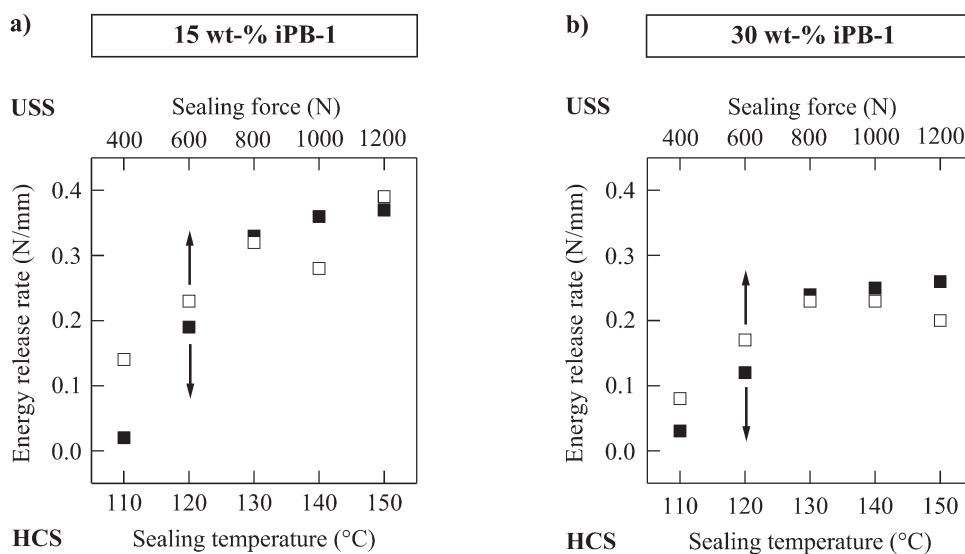 a)
15 wt-% iPB-1
USS
Sealing force (N)
400 600 800 1000 1200
Energy release rate (N/mm)
0.4
0.3
0.2
0.1
0.0
110 120 130 140 150
HCS
Sealing temperature (°C)
b)
30 wt-% iPB-1
USS
Sealing force (N)
400 600 800 1000 1200
Energy release rate (N/mm)
0.4
0.3
0.2
0.1
0.0
110 120 130 140 150
HCS
Sealing temperature (°C)